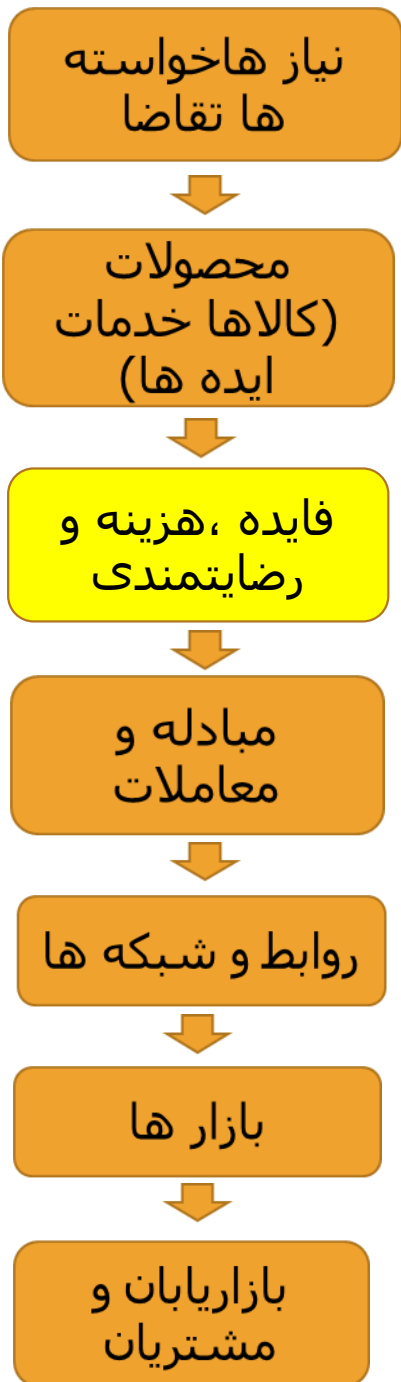 نیاز هاخواسته
ها تقاضا
محصولات
(کالاها خدمات
ایده ها)
فایده ،هزینه و
رضایتمندی
مبادله و
معاملات
روابط و شبکه ها
بازار ها
بازاریابان و
مشتریان